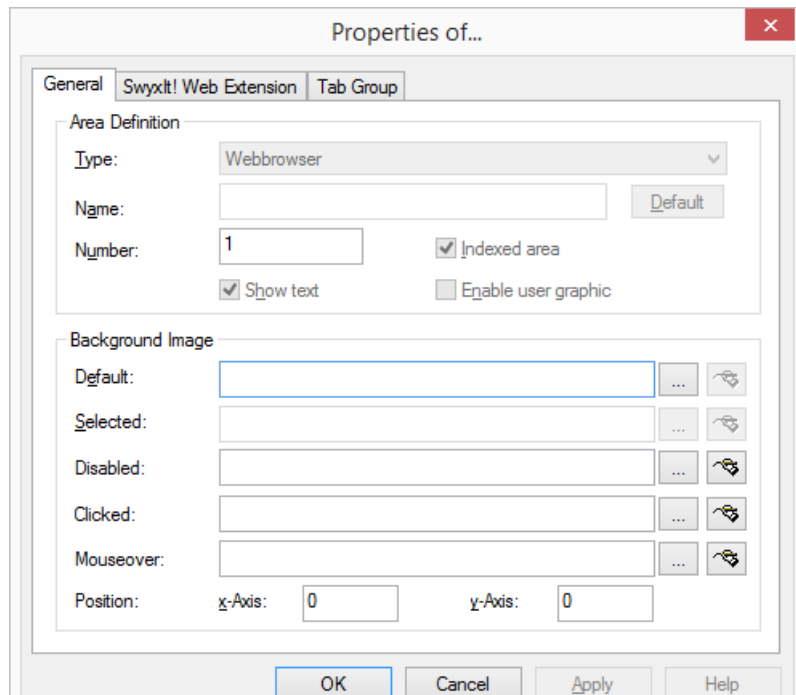 Properties of...
General SwyxIt! Web Extension Tab Group
Area Definition
Type: Webbrowser
Name: Default
Number: 1 Indexed area
Show text Enable user graphic
Background Image
Default: ...
Selected: ...
Disabled: ...
Clicked: ...
Mouseover: ...
Position: x-Axis: 0 y-Axis: 0
OK Cancel Apply Help